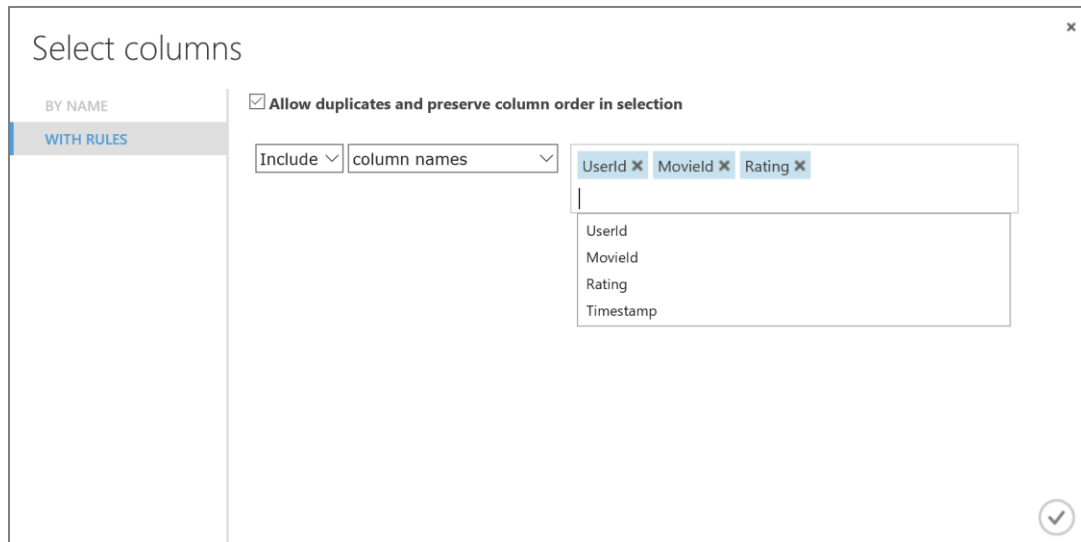 Select columns
BY NAME
WITH RULES
Allow duplicates and preserve column order in selection
Include column names UserId MovieId Rating
UserId
MovieId
Rating
Timestamp